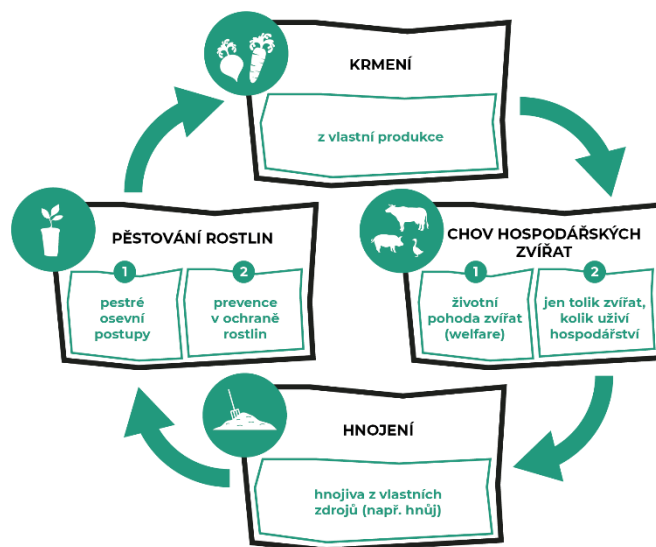 KRMENÍ
z vlastní produkce
PĚSTOVÁNÍ ROSTLIN
1
pestré
osevní
postupy
2
prevence
v ochraně
rostlin
CHOV HOSPODÁŘSKÝCH
ZVÍŘAT
1
životní
pohoda zvířat
(welfare)
2
jen tolik zvířat,
kolik uživí
hospodářství
HNOJENÍ
hnojiva z vlastních
zdrojů (např. hnůj)